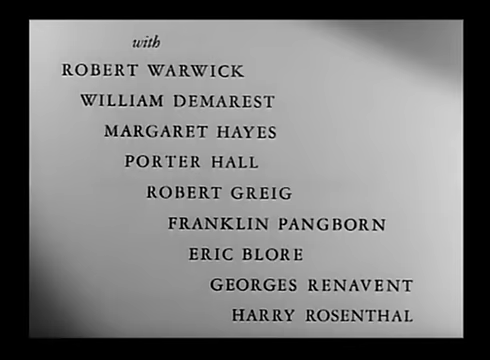 with
ROBERT WARWICK
WILLIAM DEMAREST
MARGARET HAYES
PORTER HALL
ROBERT GREIG
FRANKLIN PANGBORN
ERIC BLORE
GEORGES RENAVENT
HARRY ROSENTHAL